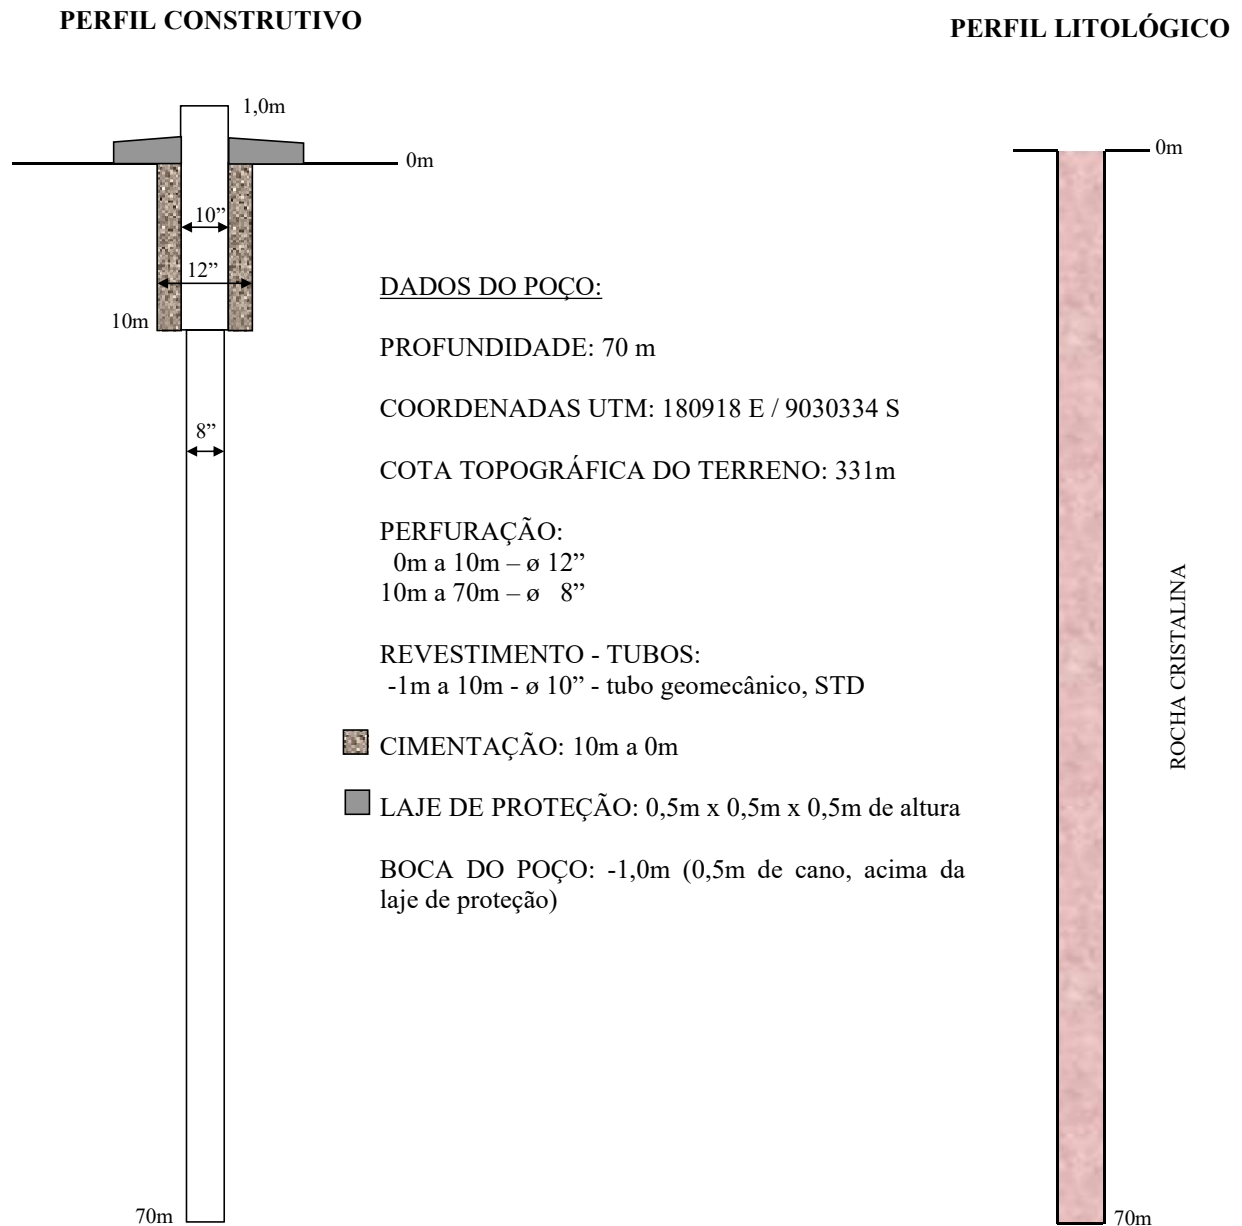 PERFIL CONSTRUTIVO
PERFIL LITOLÓGICO
1,0m
0m
0m
10”
12”
10m
8”
70m
DADOS DO POÇO:
PROFUNDIDADE: 70 m
COORDENADAS UTM: 180918 E / 9030334 S
COTA TOPOGRÁFICA DO TERRENO: 331m
PERFURAÇÃO:
0m a 10m – ø 12”
10m a 70m – ø 8”
REVESTIMENTO - TUBOS:
-1m a 10m - ø 10” - tubo geomecânico, STD
CIMENTAÇÃO: 10m a 0m
LAJE DE PROTEÇÃO: 0,5m x 0,5m x 0,5m de altura
BOCA DO POÇO: -1,0m (0,5m de cano, acima da
laje de proteção)
ROCHA CRISTALINA
70m